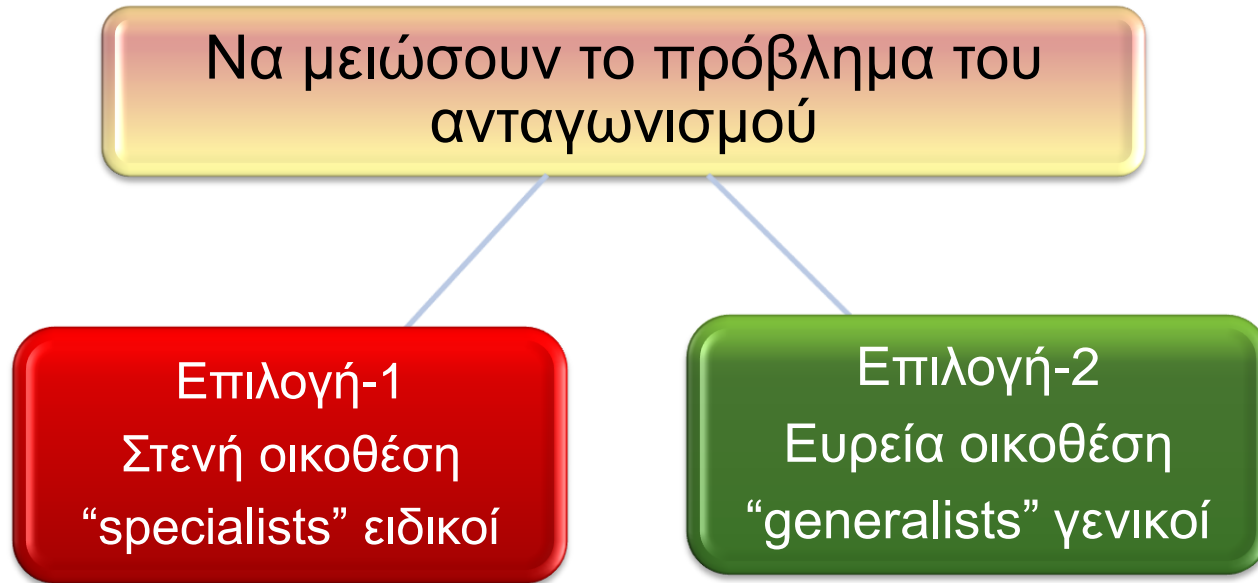 Να μειώσουν το πρόβλημα του
ανταγωνισμού
Επιλογή-1
Στενή οικοθέση
“specialists” ειδικοί
Επιλογή-2
Ευρεία οικοθέση
“generalists” γενικοί